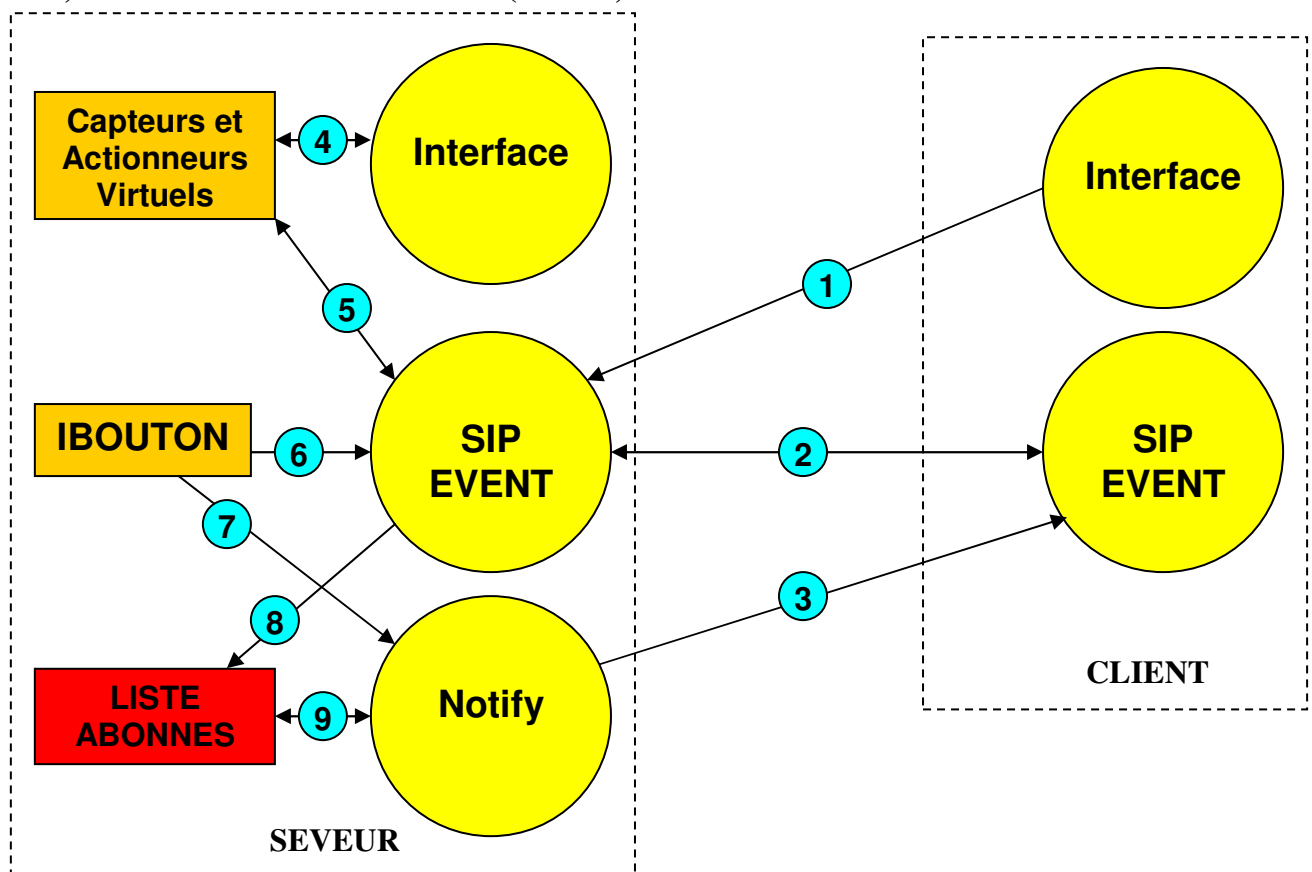 Capteurs et
Actionneurs
Virtuels
4
Interface
Interface
1
5
IBOUTON
6
SIP
EVENT
2
SIP
EVENT
7
8
3
LISTE
ABONNES
9
Notify
CLIENT
SEVEUR